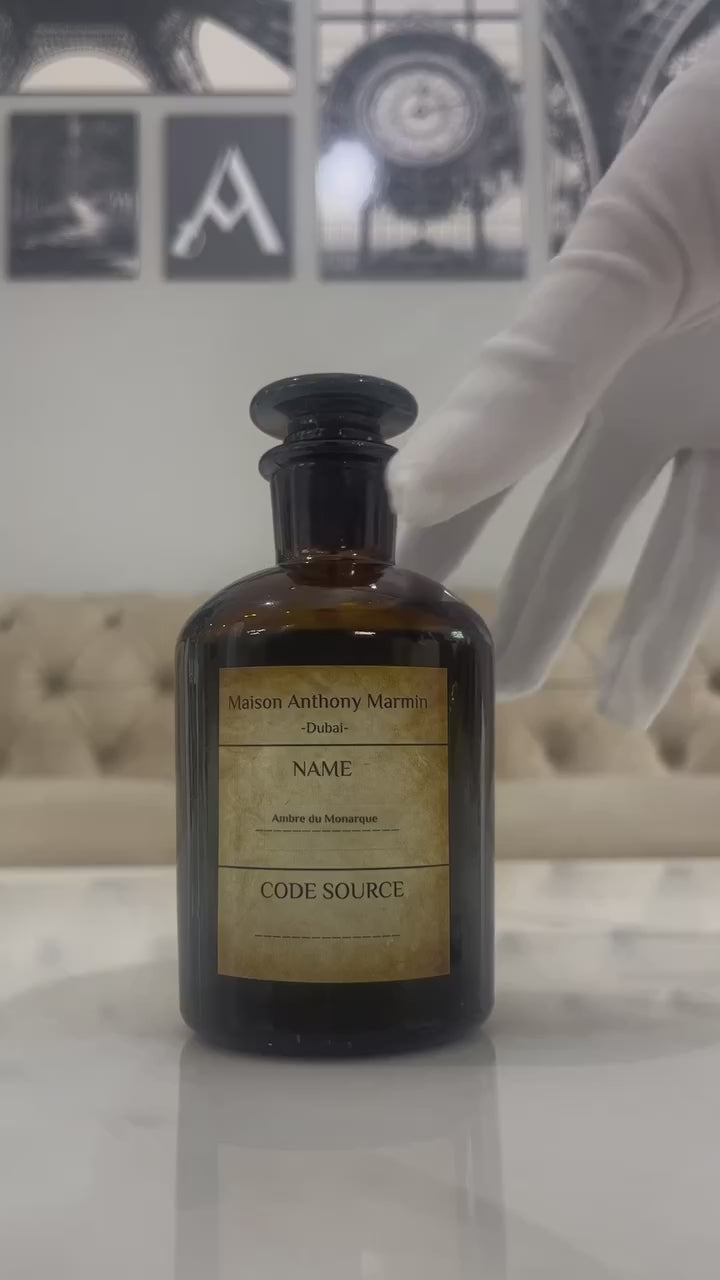 A
Maison Anthony Marmin
-Dubai-
NAME
Ambre du Monarque
CODE SOURCE